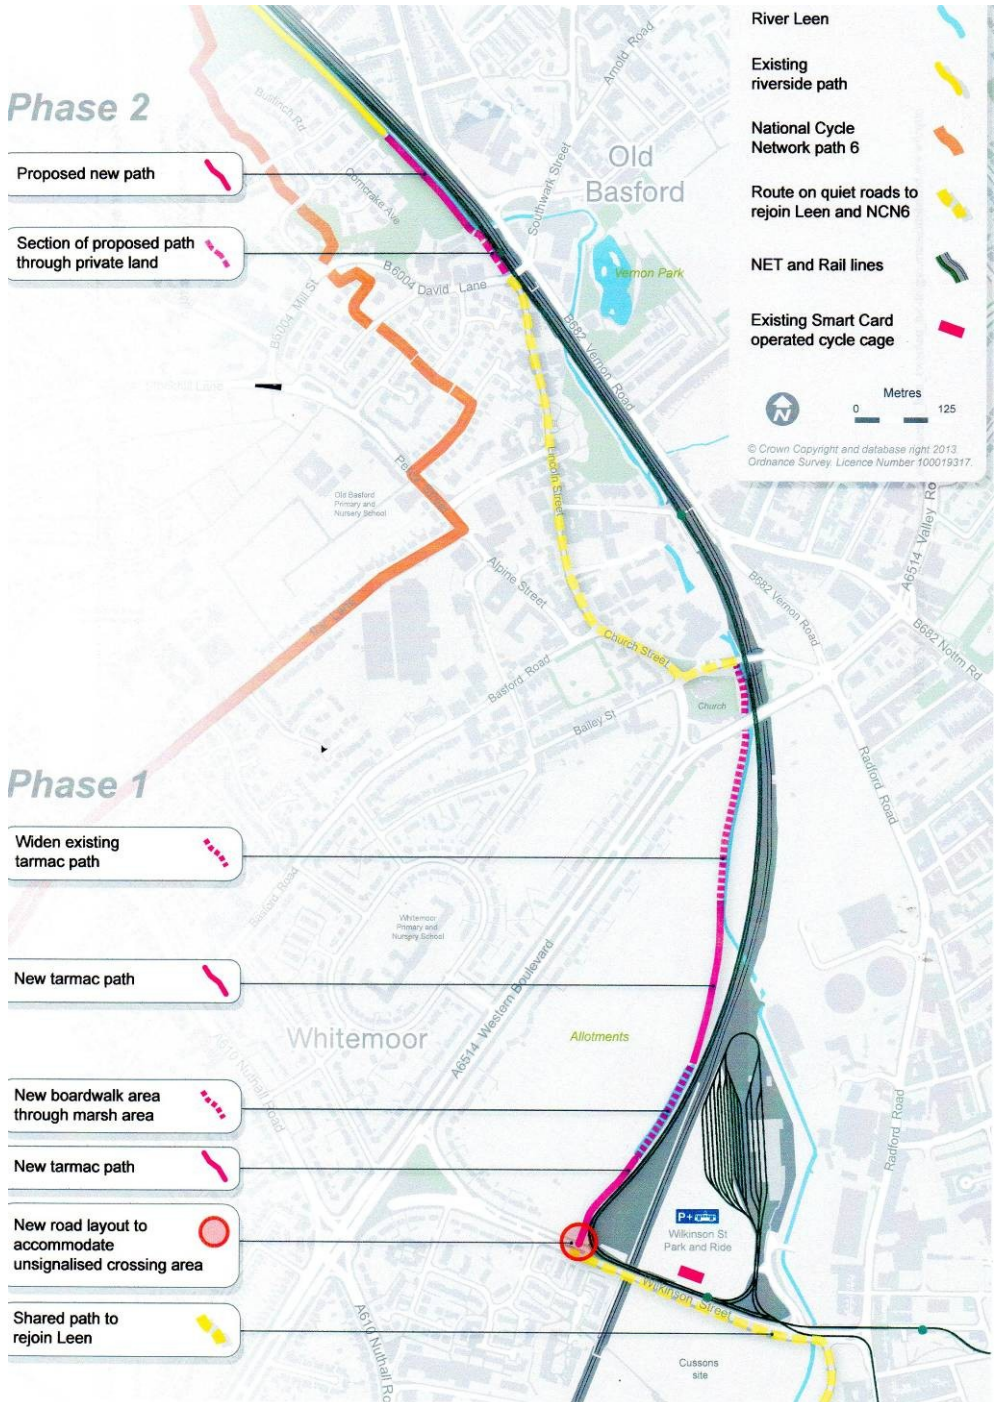 River Leen
Existing
riverside path
National Cycle
Network path 6
Route on quiet roads to
rejoin Leen and NCN6
NET and Rail lines
Existing Smart Card
operated cycle cage
N
Metres
0 125
© Crown Copyright and database right 2013.
Ordnance Survey. Licence Number 100019317.
Phase 2
Proposed new path
Section of proposed path
through private land
Arnold Road
Southwark Street
Old
Basford
Vernon Park
Corncrake Ave
B6004 David Lane
B6004 Mill St
B682 Vernon Road
Lincoln Street
Old Basford
Primary and
Nursery School
Alpine Street
Church Street
Basford Road
Bailey St
Church
B682 Vernon Road
A6514 Valley Ro
B682 Nottm Rd
Radford Road
Phase 1
Widen existing
tarmac path
New tarmac path
New boardwalk area
through marsh area
New tarmac path
New road layout to
accommodate
unsignalised crossing area
Shared path to
rejoin Leen
Basford Road
Whitemoor
Primary and
Nursery School
Whitemoor
A6514 Western Boulevard
Allotments
A610 Nuthall Road
Radford Road
P+
Wilkinson St
Park and Ride
Wilkinson Street
A610 Nuthall Ro
Cussons
site